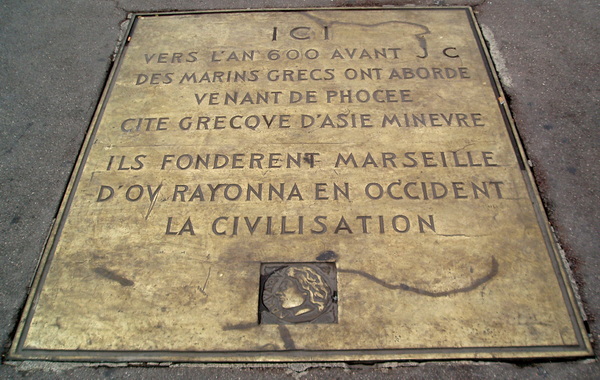 ICI
VERS L'AN 600 AVANT J C
DES MARINS GRECS ONT ABORDE
VENANT DE PHOCEE
CITE GRECQVE D'ASIE MINEVRE
ILS FONDERENT MARSEILLE
D'OV RAYONNA EN OCCIDENT
LA CIVILISATION